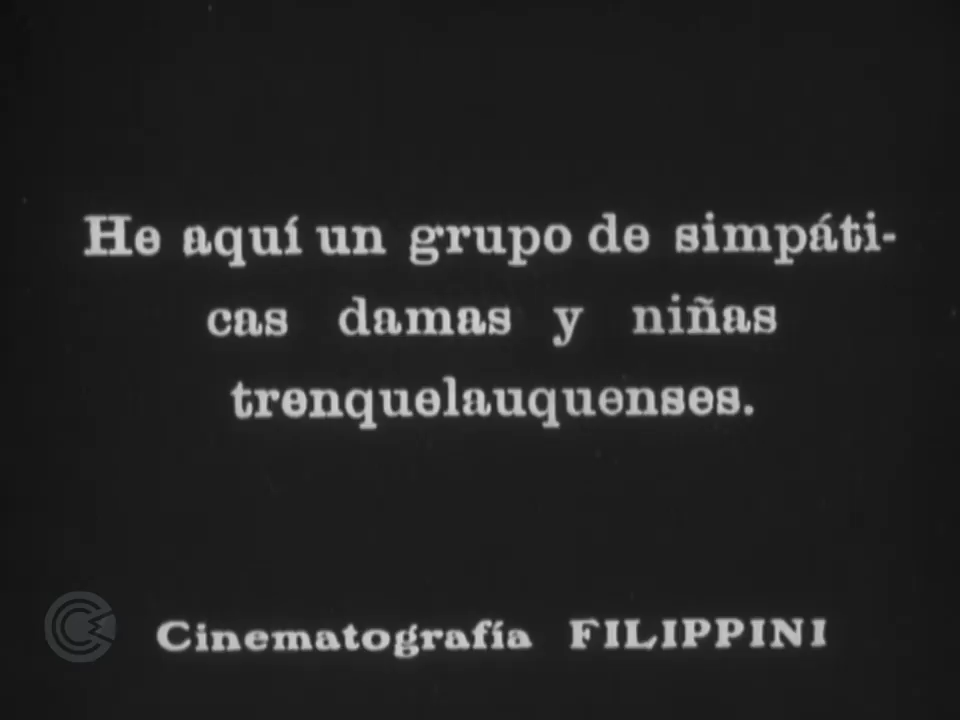 He aquí un grupo de simpáti-
cas damas y niñas
trenquelauquenses.
Cinematografía FILIPPINI